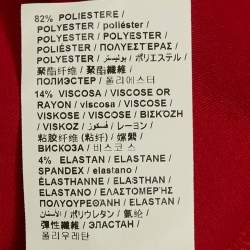 82% POLIESTERE /
POLYESTER / poliéster /
POLYESTER / POLYESTER /
POLIÉSTER / ΠΟΛΥΕΣΤΕΡΑΣ /
POLYESTER / بوليستر / ポリエステル /
聚酯纤维 / 聚酯纖維 /
ПОЛИЭСТЕР / 폴리에스터
14% VISCOSA / VISCOSE OR
RAYON / viscosa / VISCOSE /
VISKOSE / VISCOSE / ΒΙΣΚΟΖΗ
/ VISKOZ / فسكوز / レーヨン /
粘胶纤维 (粘纤) / 嫘縈 /
ВИСКОЗА / 비스코스
4% ELASTAN / ELASTANE /
SPANDEX / elastano /
ÉLASTHANNE / ELASTHAN /
ELASTANO / ΕΛΑΣΤΟΜΕΡΗΣ
ΠΟΛΥΟΥΡΕΘΑΝΗ / ELASTAN /
الاستان / ポリウレタン / 氨纶 /
彈性纖維 / ЭЛАСТАН /
폴리우레탄